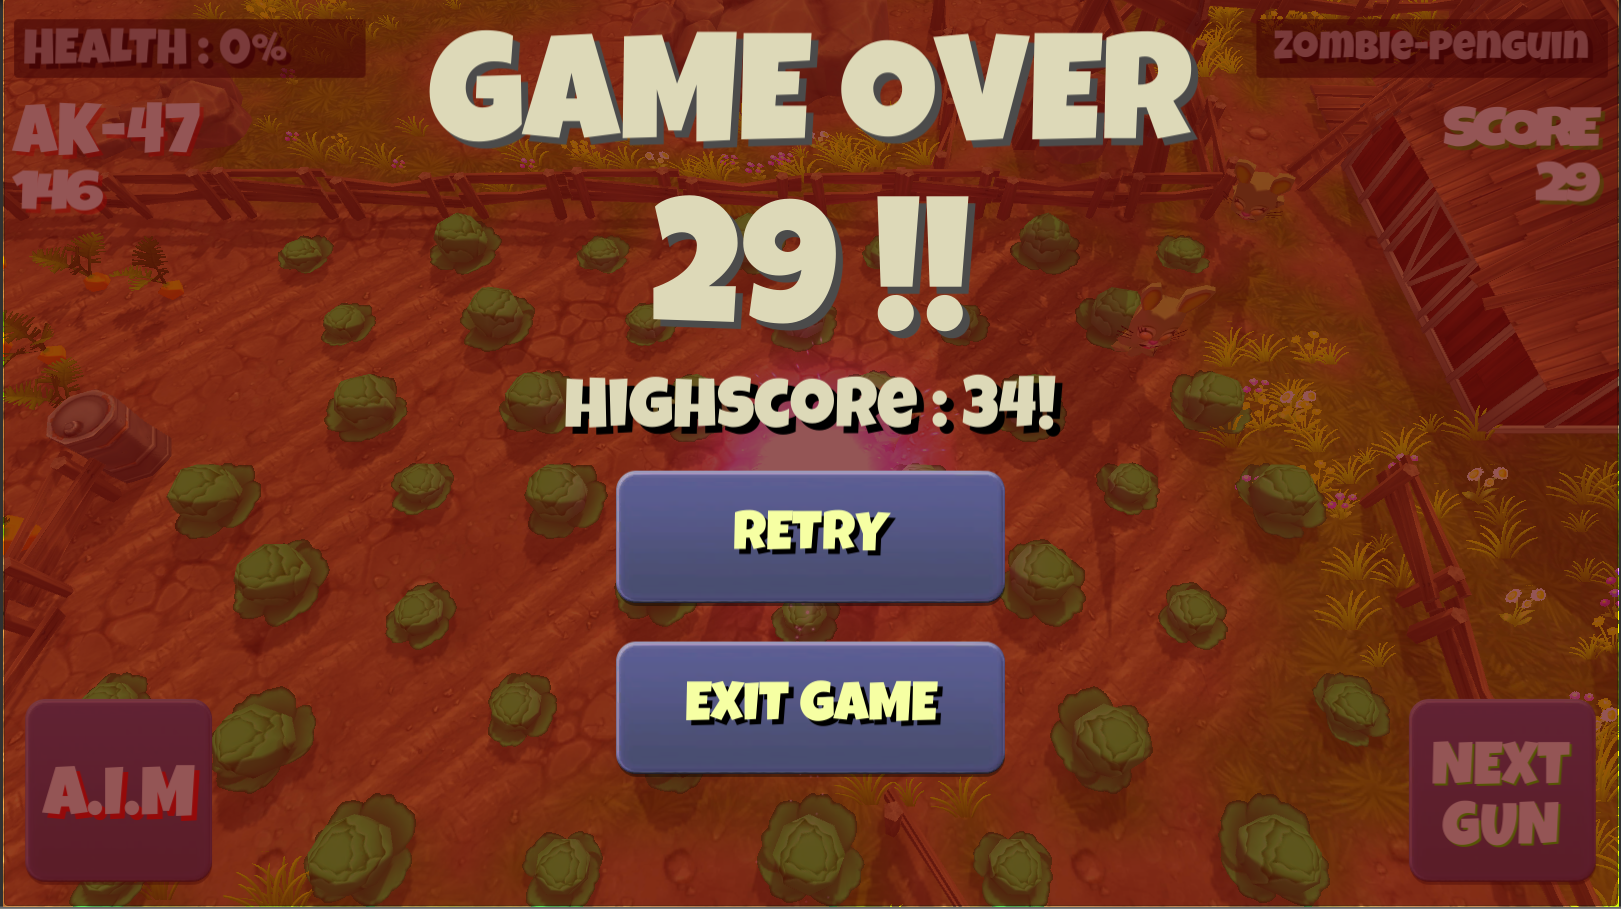 HEALTH : 0%
GAME OVER
ZOMBIE-PENGUIN
AK-47
146
SCORE
29
29 !!
HIGHSCORE : 34!
RETRY
EXIT GAME
A.I.M
NEXT
GUN